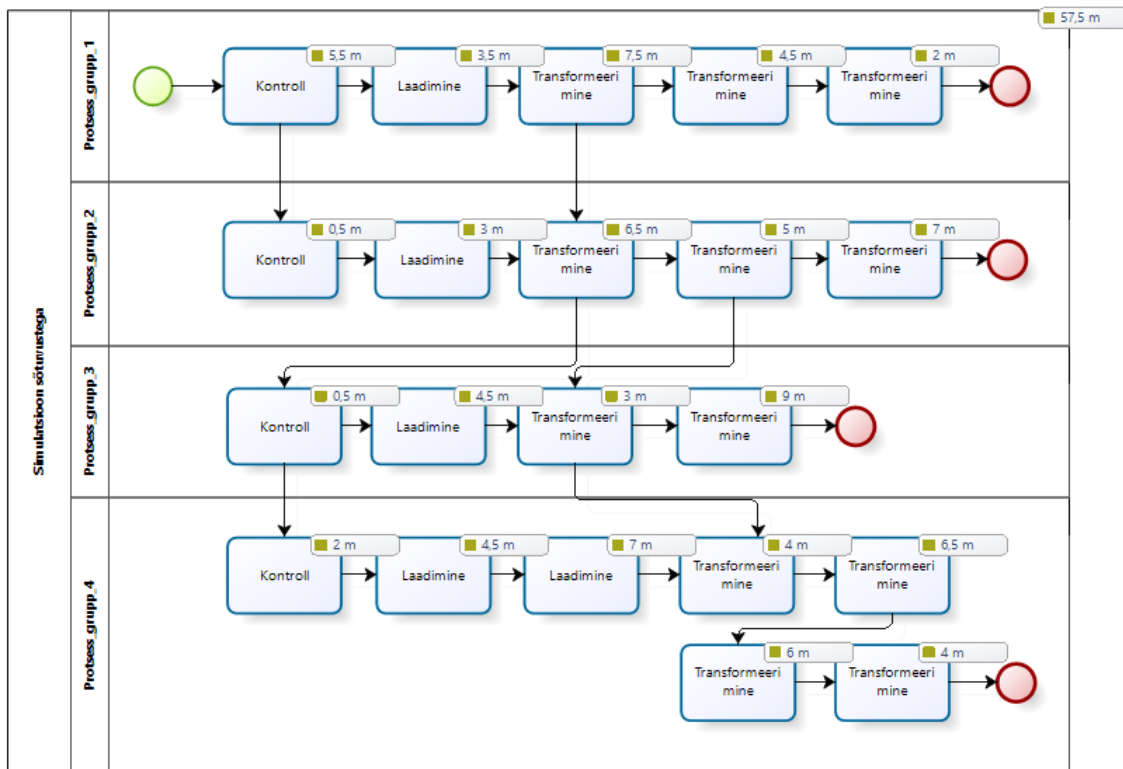 57,5 m
Simulatsioon sõtuvustega
Protsess_grupp_1
5,5 m
3,5 m
7,5 m
4,5 m
2 m
Kontroll
Laadimine
Transformeeri
mine
Transformeeri
mine
Transformeeri
mine
Protsess_grupp_2
0,5 m
3 m
6,5 m
5 m
7 m
Kontroll
Laadimine
Transformeeri
mine
Transformeeri
mine
Transformeeri
mine
Protsess_grupp_3
0,5 m
4,5 m
3 m
9 m
Kontroll
Laadimine
Transformeeri
mine
Transformeeri
mine
Protsess_grupp_4
2 m
4,5 m
7 m
4 m
6,5 m
Kontroll
Laadimine
Laadimine
Transformeeri
mine
Transformeeri
mine
6 m
4 m
Transformeeri
mine
Transformeeri
mine